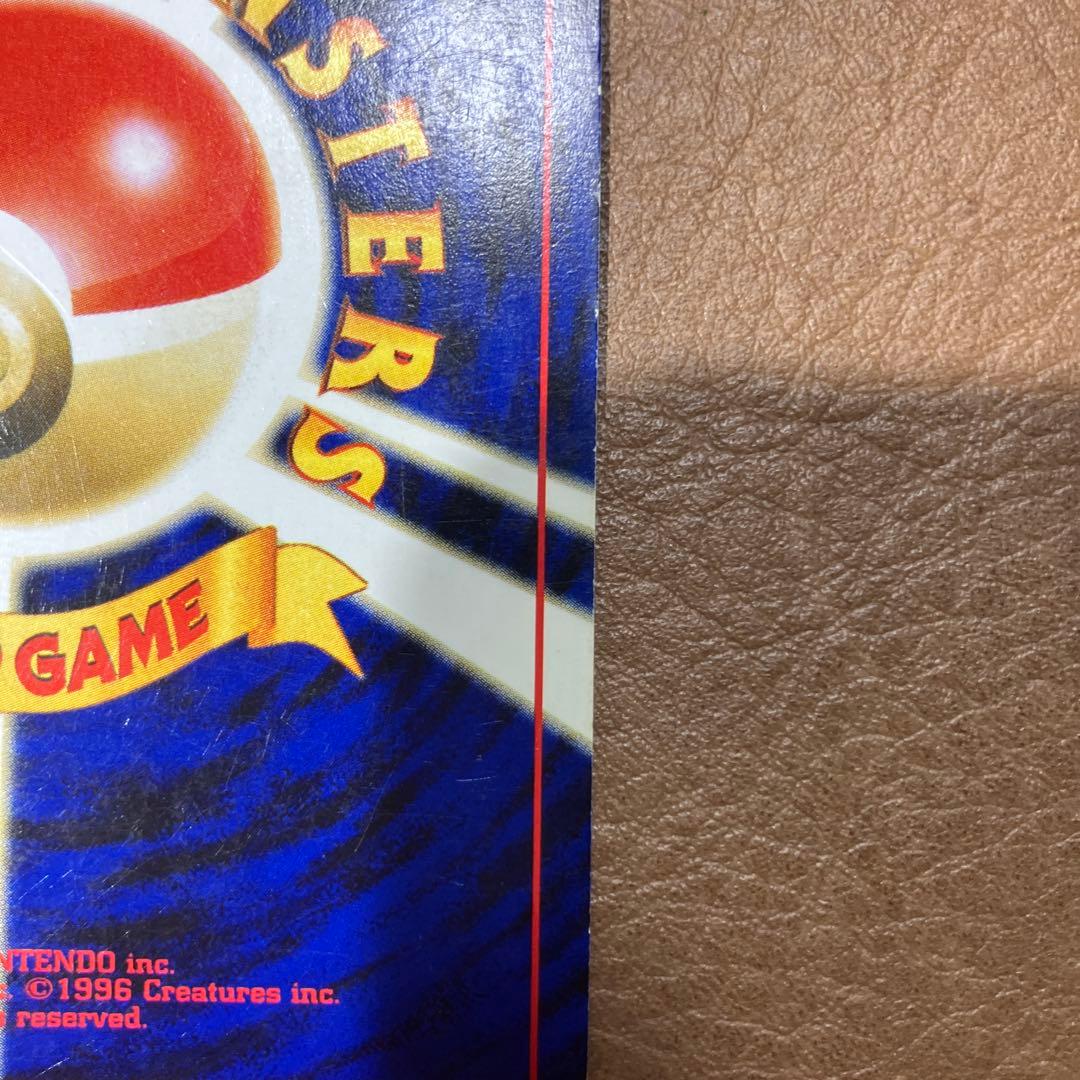 STERS
GAME
NTENDO inc.
©1996 Creatures inc.
reserved.